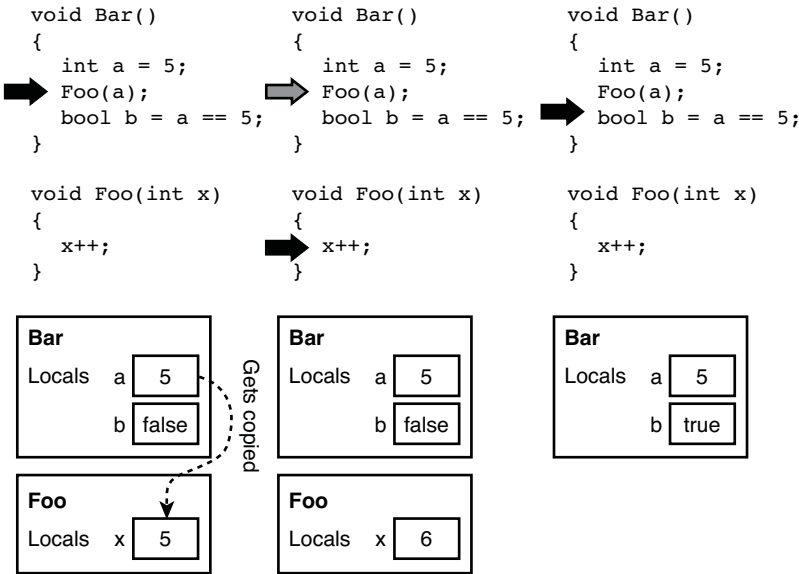 void Bar()
{
int a = 5;
Foo(a);
bool b = a == 5;
}
void Foo(int x)
{
x++;
}
Bar
Locals a 5
b false
Gets copied
Foo
Locals x 5
void Bar()
{
int a = 5;
Foo(a);
bool b = a == 5;
}
void Foo(int x)
{
x++;
}
Bar
Locals a 5
b false
Foo
Locals x 6
void Bar()
{
int a = 5;
Foo(a);
bool b = a == 5;
}
void Foo(int x)
{
x++;
}
Bar
Locals a 5
b true